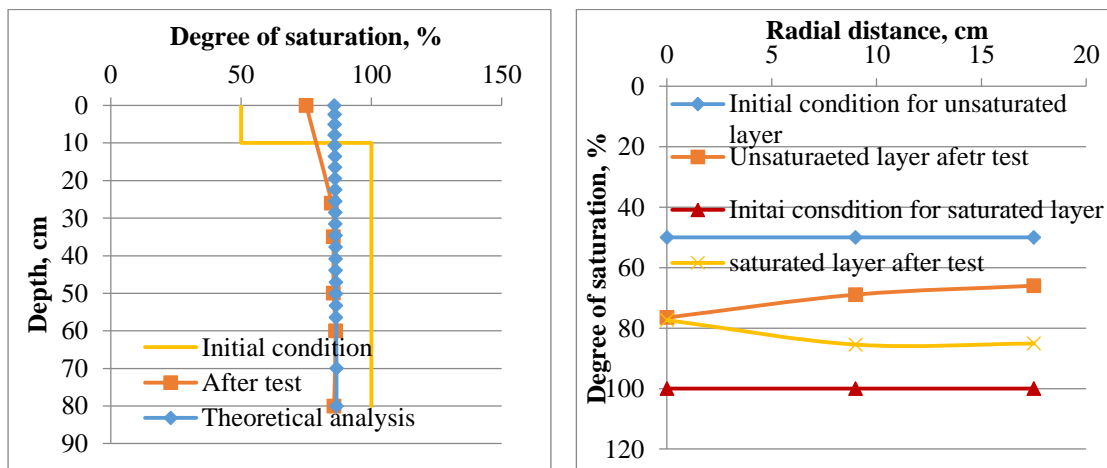 Degree of saturation, %
0 50 100 150
0
10
20
30
40
50
60
70
80
90
Depth, cm
Initial condition
After test
Theoretical analysis
Radial distance, cm
0 5 10 15 20
0
20
40
60
80
100
120
Degree of saturation, %
Initial condition for unsaturated
layer
Unsaturaeted layer afetr test
Initai consdition for saturated layer
saturated layer after test